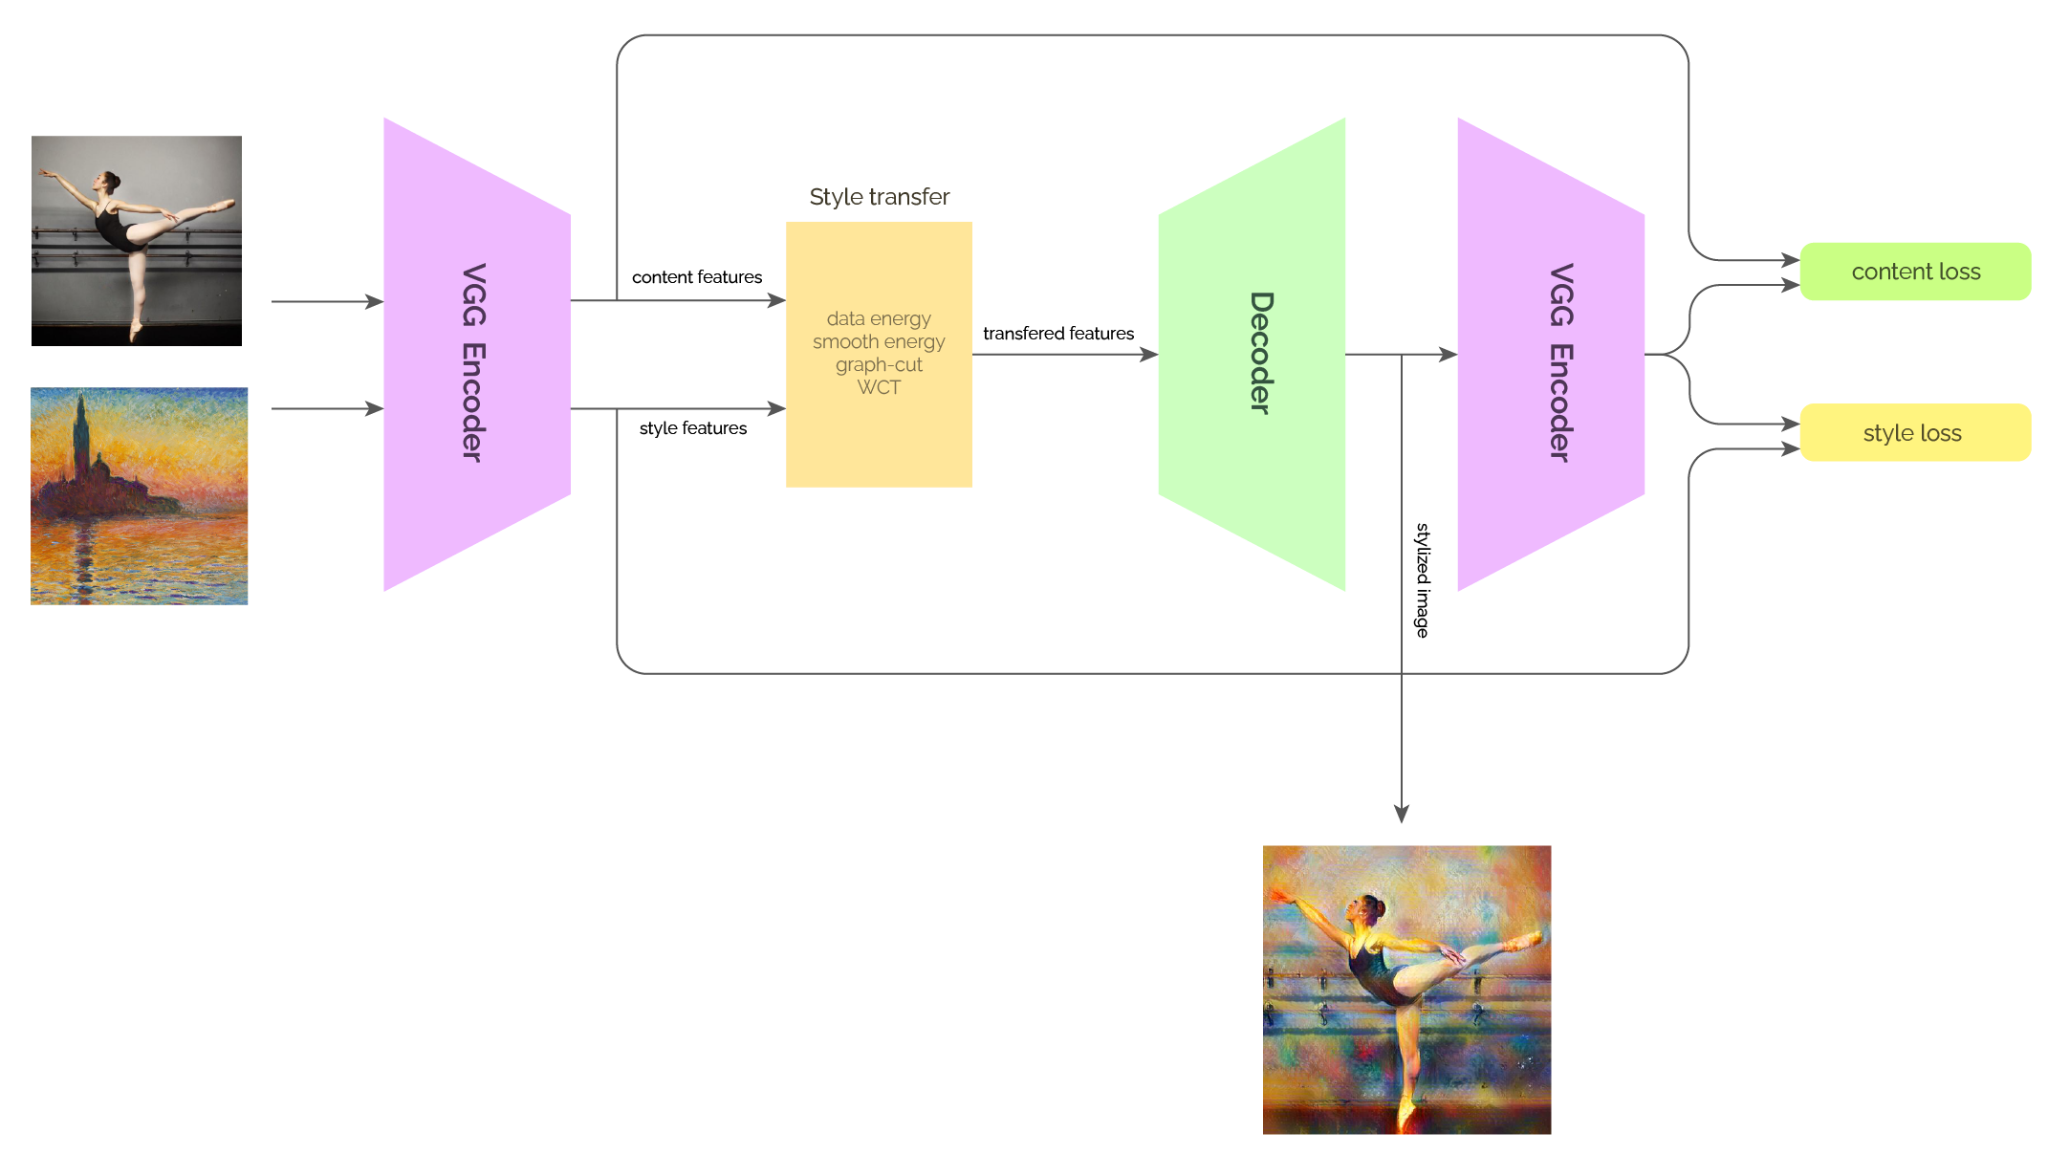 Style transfer
VGG Encoder
content features
style features
data energy
smooth energy
graph-cut
WCT
transfered features
Decoder
stylized image
VGG Encoder
content loss
style loss